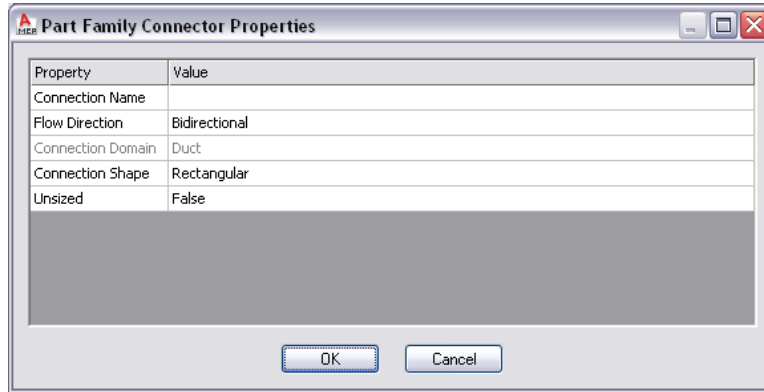 A MEP Part Family Connector Properties
Property Value
Connection Name
Flow Direction Bidirectional
Connection Domain Duct
Connection Shape Rectangular
Unsized False
OK Cancel